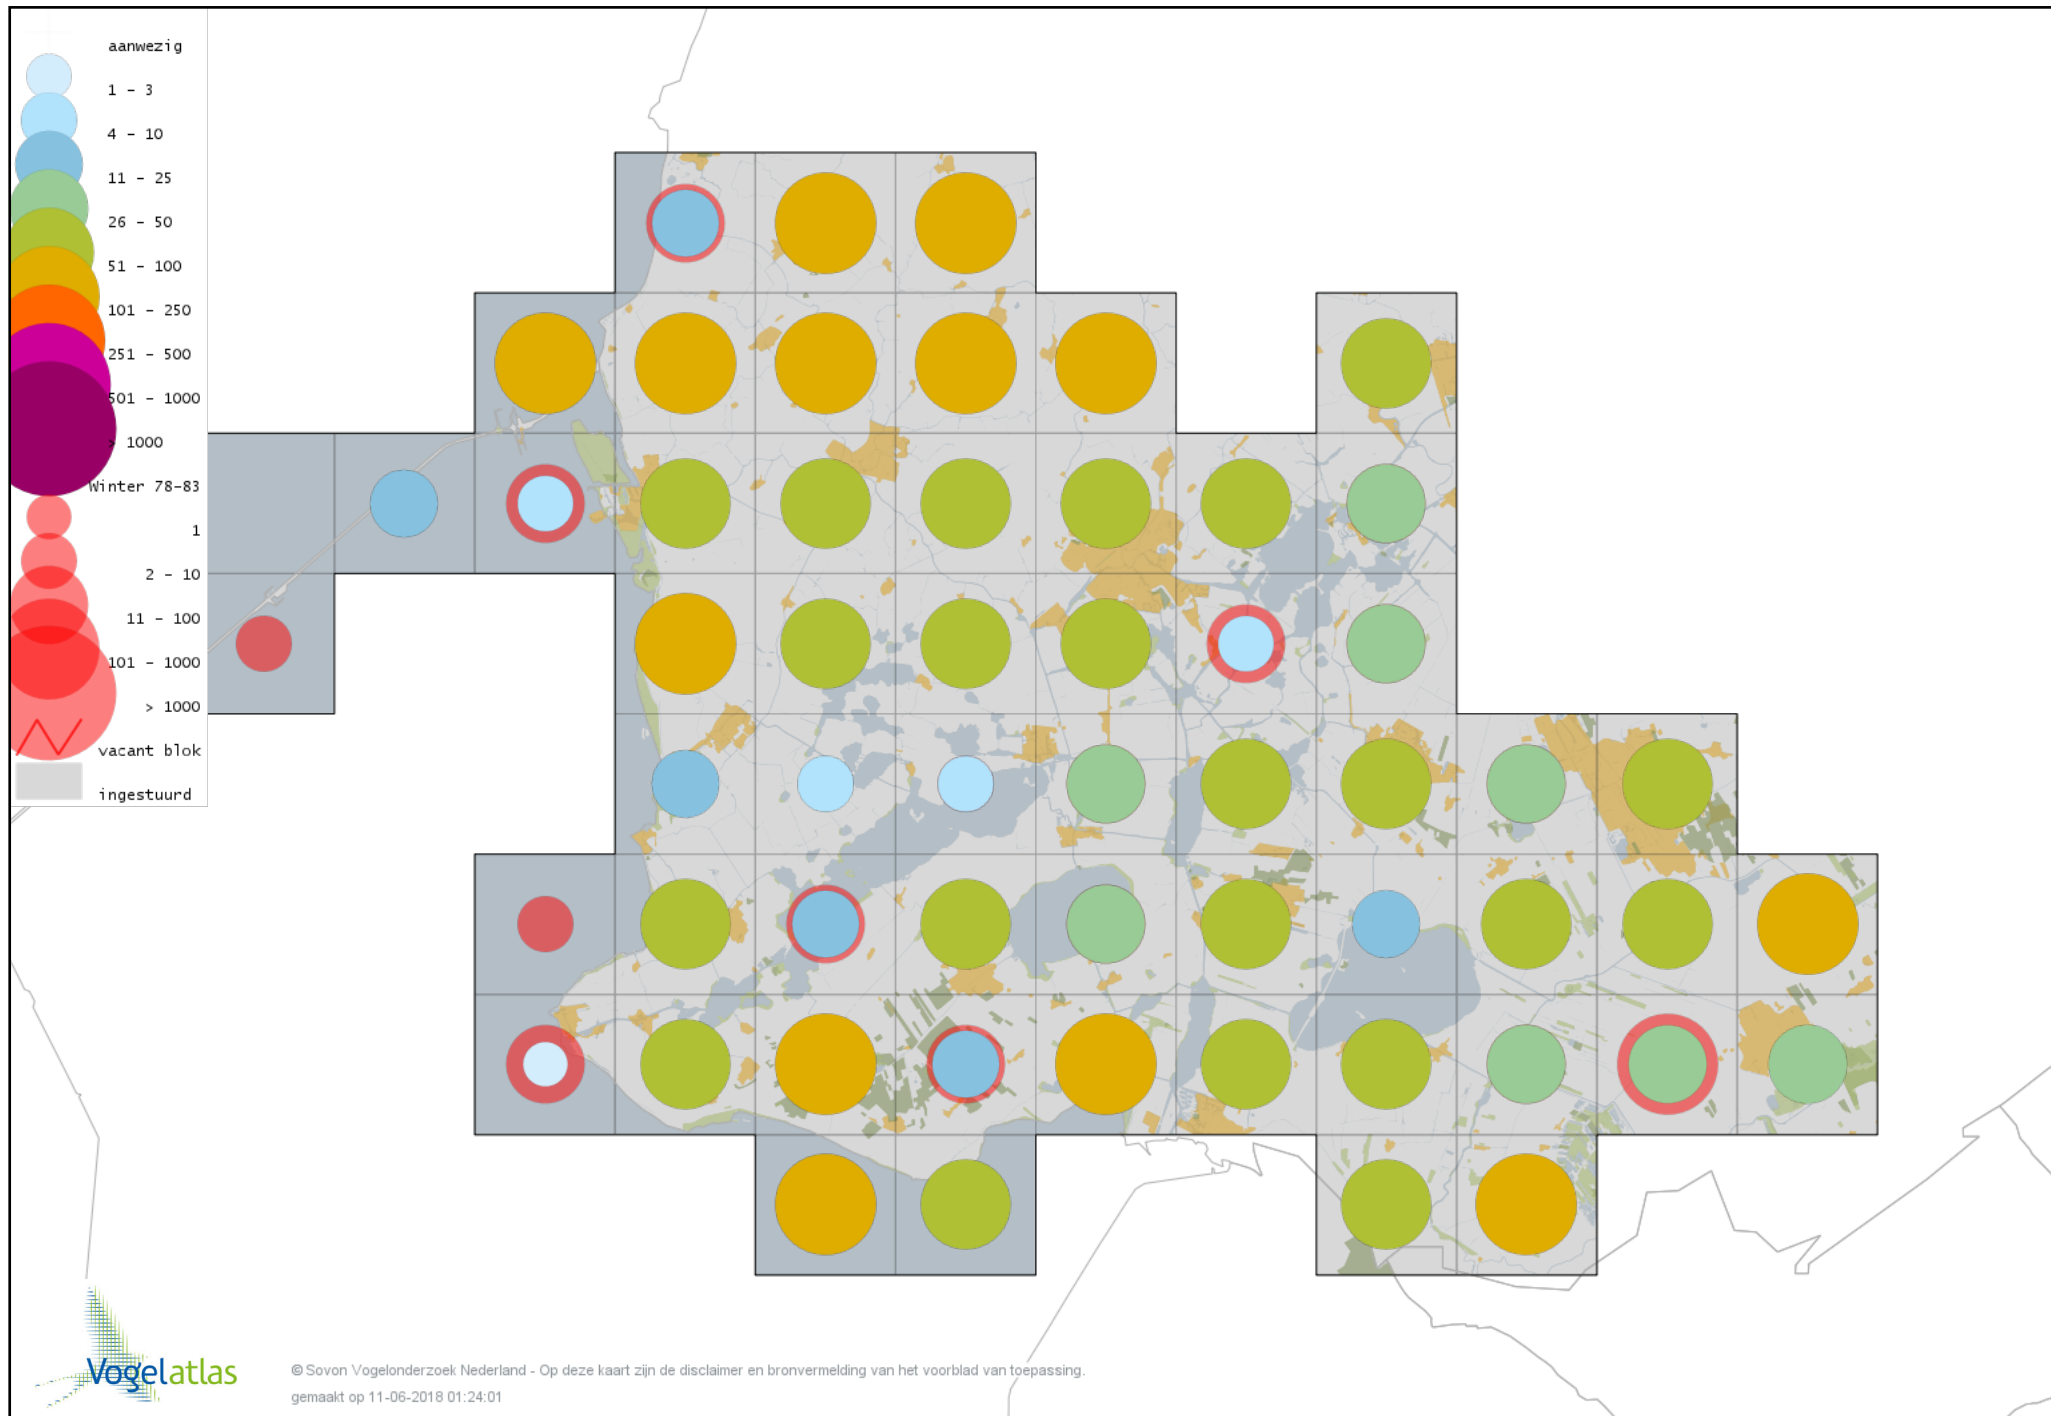 aanwezig
1 - 3
4 - 10
11 - 25
26 - 50
51 - 100
101 - 250
251 - 500
501 - 1000
> 1000
Winter 78-83
1
2 - 10
11 - 100
101 - 1000
> 1000
vacant blok
ingestuurd
Vogelatlas
© Sovon Vogelonderzoek Nederland - Op deze kaart zijn de disclaimer en bronvermelding van het voorblad van toepassing.
gemaakt op 11-06-2018 01:24:01